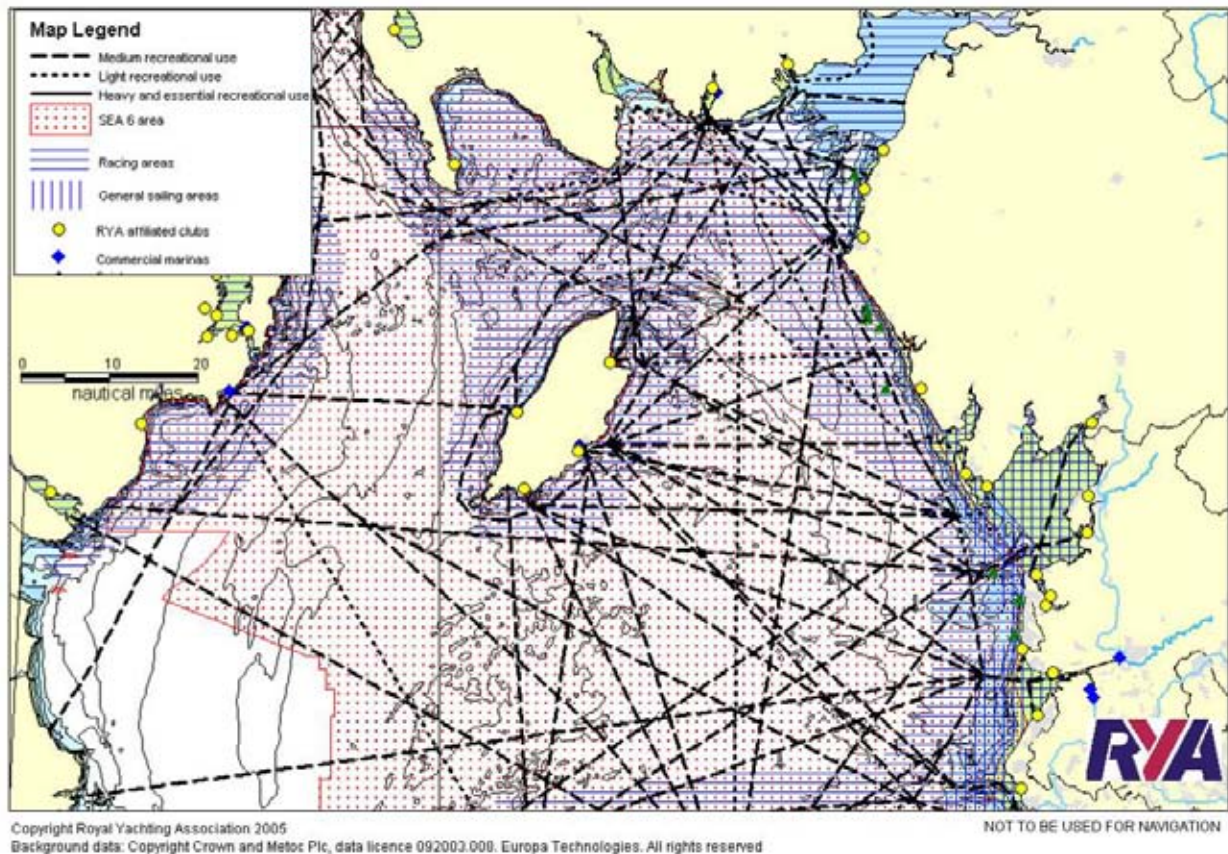 Map Legend
Medium recreational use
Light recreational use
Heavy and essential recreational use
SEA 6 area
Racing areas
General sailing areas
RYA affiliated clubs
Commercial marinas
0 10 20
nautical miles
RYA
Copyright Royal Yachting Association 2005
NOT TO BE USED FOR NAVIGATION
Background data: Copyright Crown and Metoc Plc, data licence 092003.008. Europa Technologies. All rights reserved